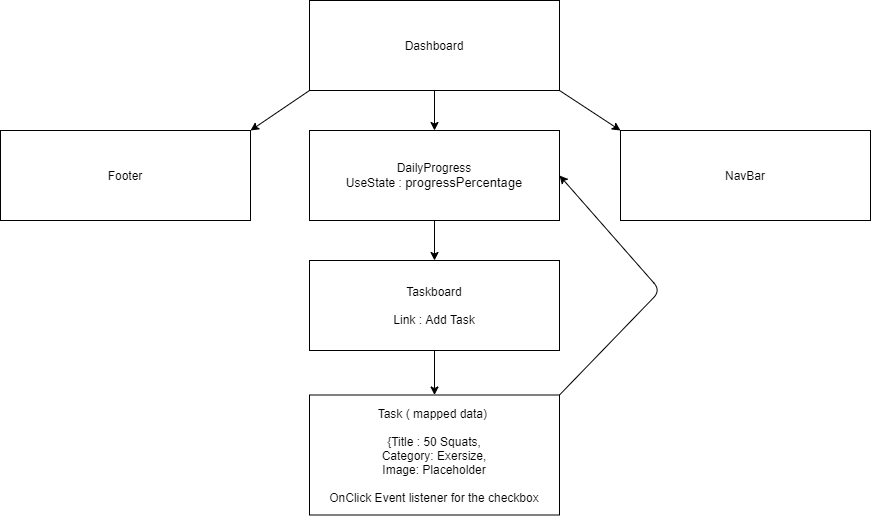 Dashboard
Footer
DailyProgress
UseState : progressPercentage
NavBar
Taskboard
Link : Add Task
Task ( mapped data)
{Title : 50 Squats,
Category: Exersize,
Image: Placeholder
OnClick Event listener for the checkbox